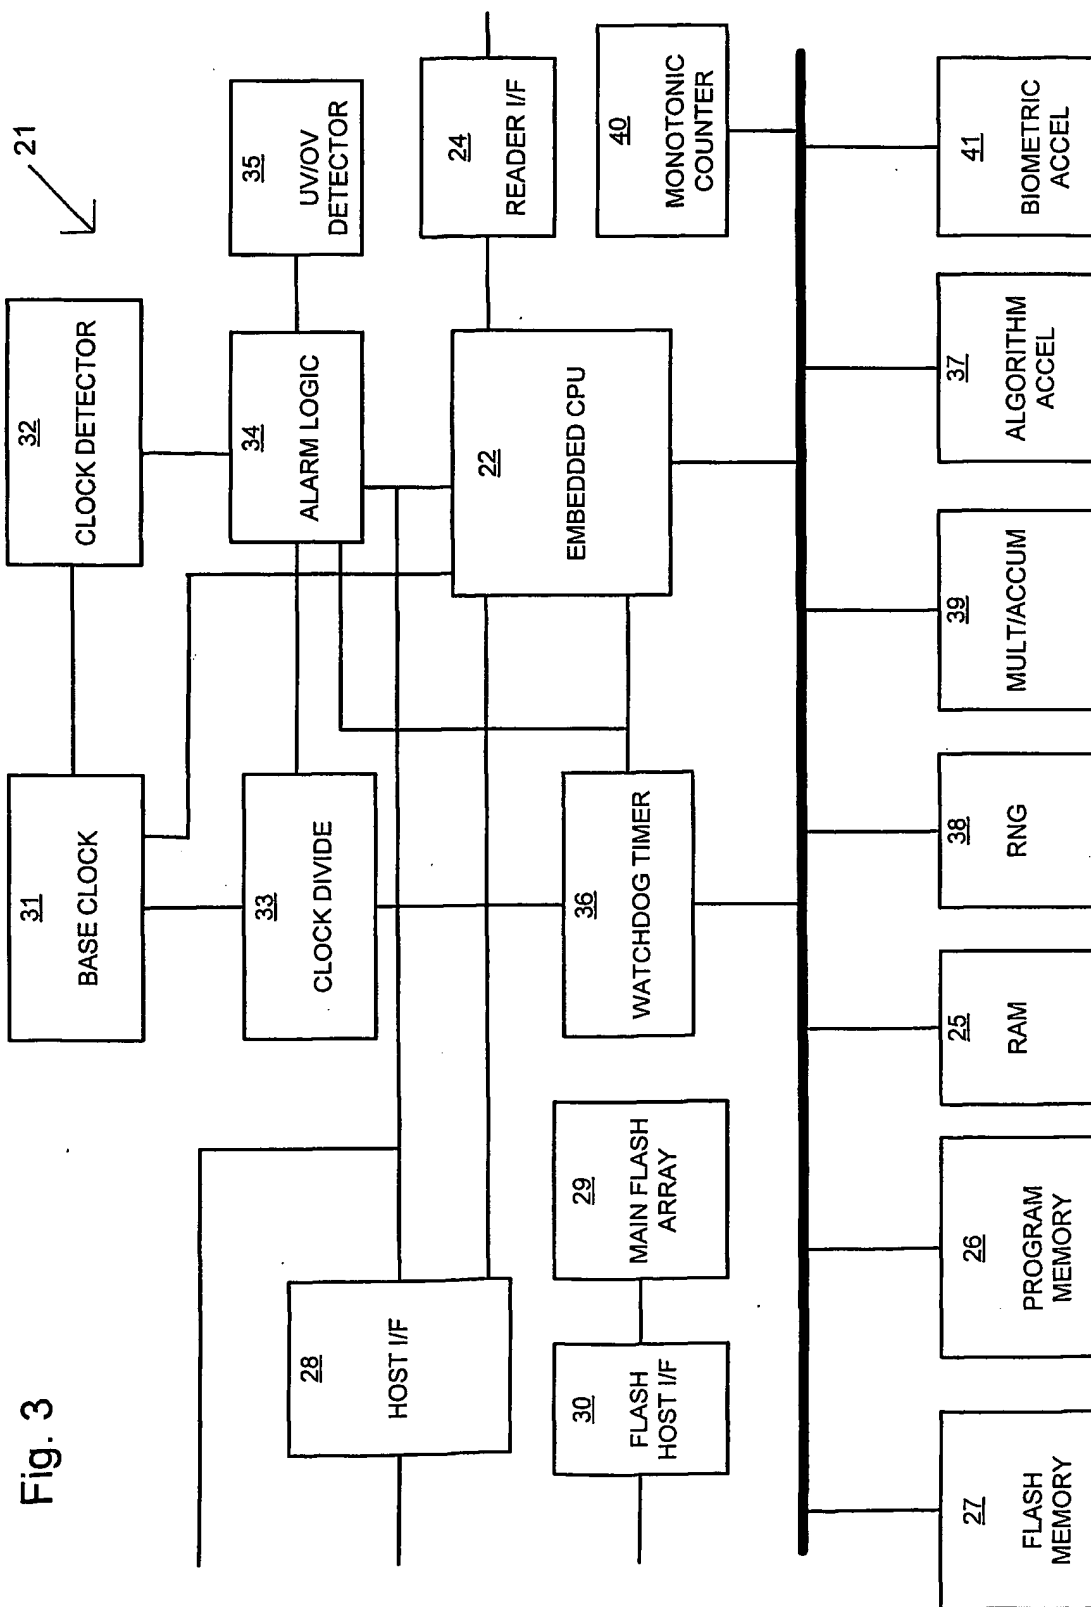 Fig. 3
21
31
BASE CLOCK
32
CLOCK DETECTOR
33
CLOCK DIVIDE
34
ALARM LOGIC
35
UV/OV
DETECTOR
28
HOST I/F
22
EMBEDDED CPU
24
READER I/F
30
FLASH
HOST I/F
29
MAIN FLASH
ARRAY
36
WATCHDOG TIMER
40
MONOTONIC
COUNTER
27
FLASH
MEMORY
26
PROGRAM
MEMORY
25
RAM
38
RNG
39
MULT/ACCUM
37
ALGORITHM
ACCEL
41
BIOMETRIC
ACCEL